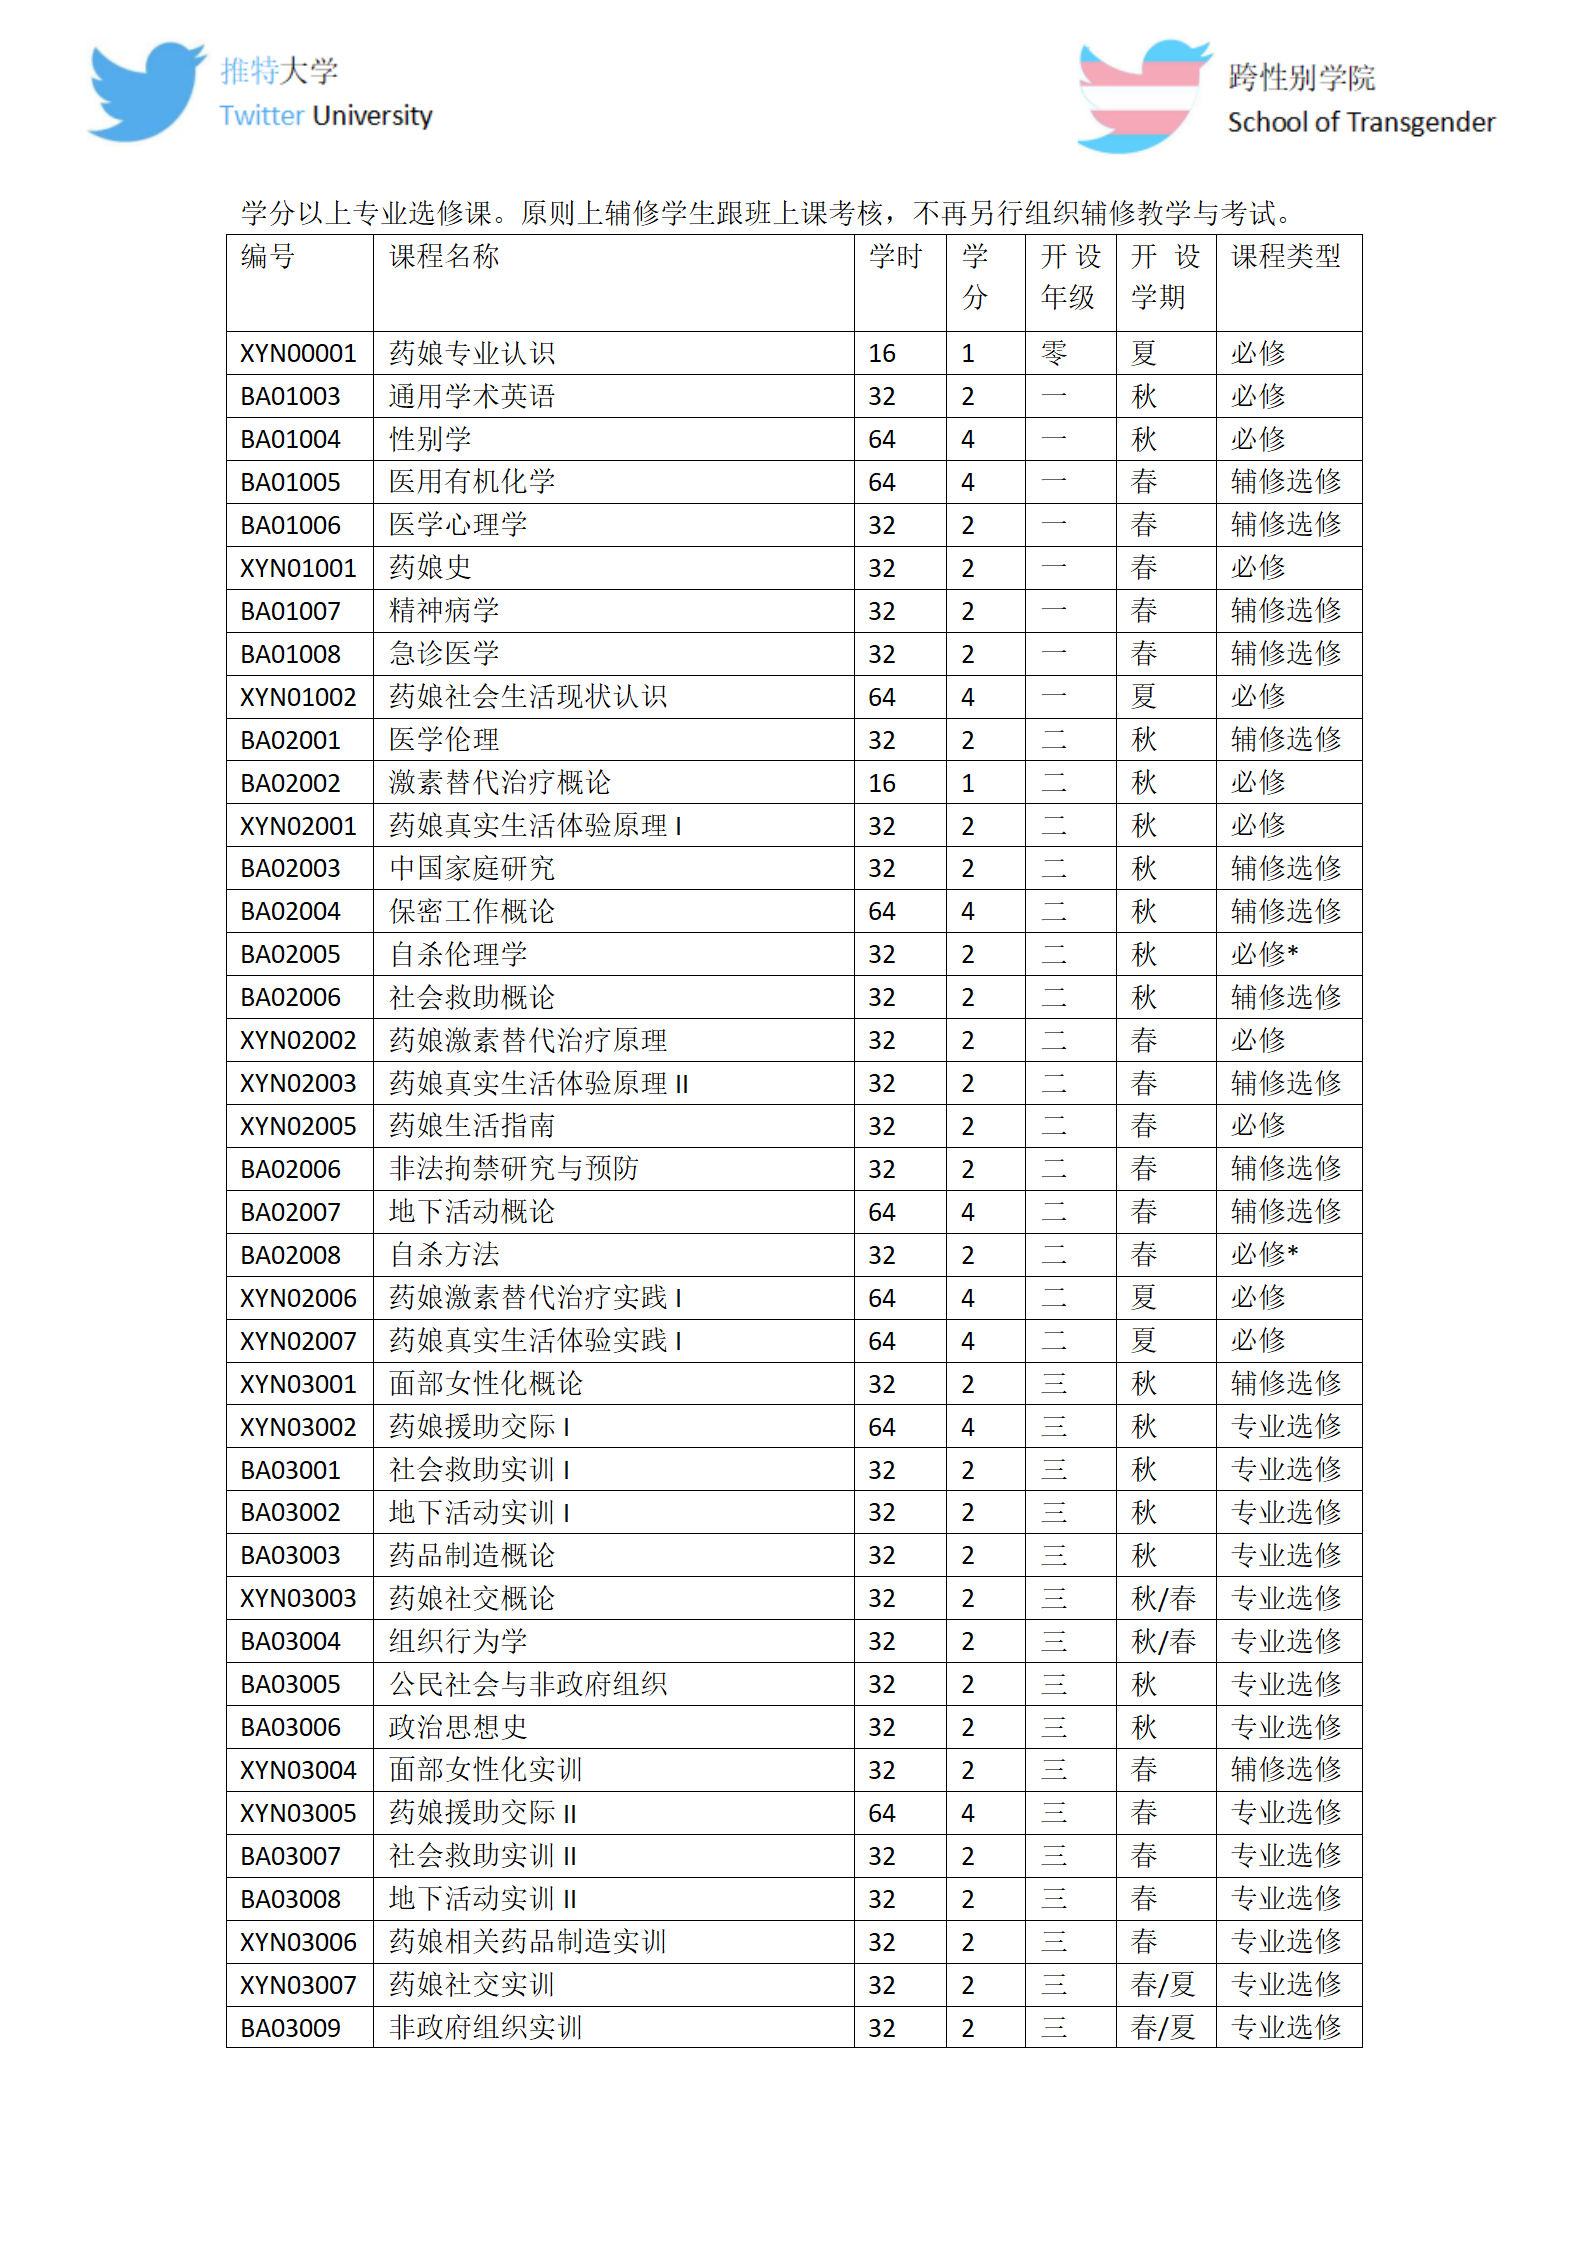 推特大学
Twitter University
跨性别学院
School of Transgender
学分以上专业选修课。原则上辅修学生跟班上课考核，不再另行组织辅修教学与考试。
编号 课程名称 学时 学分 开设年级 开设学期 课程类型
XYN00001 药娘专业认识 16 1 零 夏 必修
BA01003 通用学术英语 32 2 一 秋 必修
BA01004 性别学 64 4 一 秋 必修
BA01005 医用有机化学 64 4 一 春 辅修选修
BA01006 医学心理学 32 2 一 春 辅修选修
XYN01001 药娘史 32 2 一 春 必修
BA01007 精神病学 32 2 一 春 辅修选修
BA01008 急诊医学 32 2 一 春 辅修选修
XYN01002 药娘社会生活现状认识 64 4 一 夏 必修
BA02001 医学伦理 32 2 二 秋 辅修选修
BA02002 激素替代治疗概论 16 1 二 秋 必修
XYN02001 药娘真实生活体验原理 I 32 2 二 秋 必修
BA02003 中国家庭研究 32 2 二 秋 辅修选修
BA02004 保密工作概论 64 4 二 秋 辅修选修
BA02005 自杀伦理学 32 2 二 秋 必修*
BA02006 社会救助概论 32 2 二 秋 辅修选修
XYN02002 药娘激素替代治疗原理 32 2 二 春 必修
XYN02003 药娘真实生活体验原理 II 32 2 二 春 辅修选修
XYN02005 药娘生活指南 32 2 二 春 必修
BA02006 非法拘禁研究与预防 32 2 二 春 辅修选修
BA02007 地下活动概论 64 4 二 春 辅修选修
BA02008 自杀方法 32 2 二 春 必修*
XYN02006 药娘激素替代治疗实践 I 64 4 二 夏 必修
XYN02007 药娘真实生活体验实践 I 64 4 二 夏 必修
XYN03001 面部女性化概论 32 2 三 秋 辅修选修
XYN03002 药娘援助交际 I 64 4 三 秋 专业选修
BA03001 社会救助实训 I 32 2 三 秋 专业选修
BA03002 地下活动实训 I 32 2 三 秋 专业选修
BA03003 药品制造概论 32 2 三 秋 专业选修
XYN03003 药娘社交概论 32 2 三 秋/春 专业选修
BA03004 组织行为学 32 2 三 秋/春 专业选修
BA03005 公民社会与非政府组织 32 2 三 秋 专业选修
BA03006 政治思想史 32 2 三 秋 专业选修
XYN03004 面部女性化实训 32 2 三 春 辅修选修
XYN03005 药娘援助交际 II 64 4 三 春 专业选修
BA03007 社会救助实训 II 32 2 三 春 专业选修
BA03008 地下活动实训 II 32 2 三 春 专业选修
XYN03006 药娘相关药品制造实训 32 2 三 春 专业选修
XYN03007 药娘社交实训 32 2 三 春/夏 专业选修
BA03009 非政府组织实训 32 2 三 春/夏 专业选修